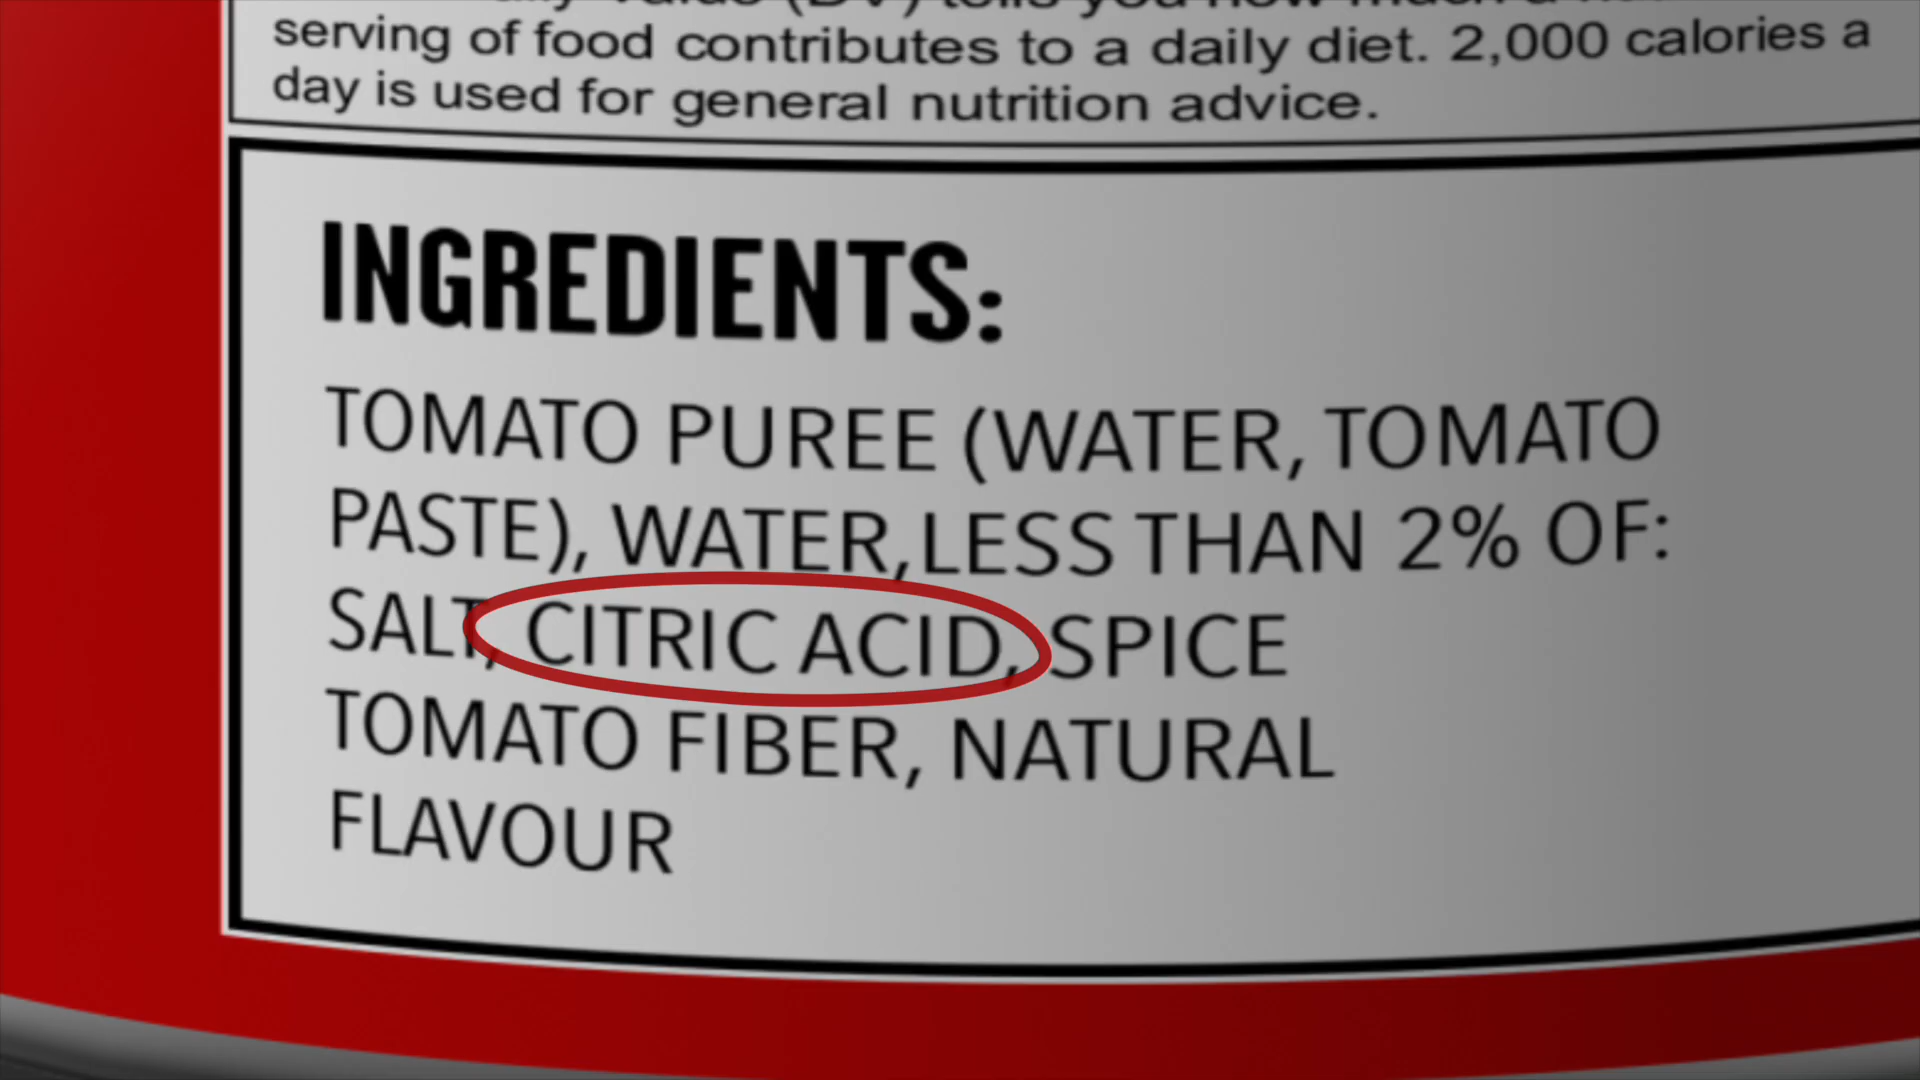 serving of food contributes to a daily diet. 2,000 calories a
day is used for general nutrition advice.
INGREDIENTS:
TOMATO PUREE (WATER, TOMATO
PASTE), WATER, LESS THAN 2% OF:
SALT, CITRIC ACID, SPICE
TOMATO FIBER, NATURAL
FLAVOUR